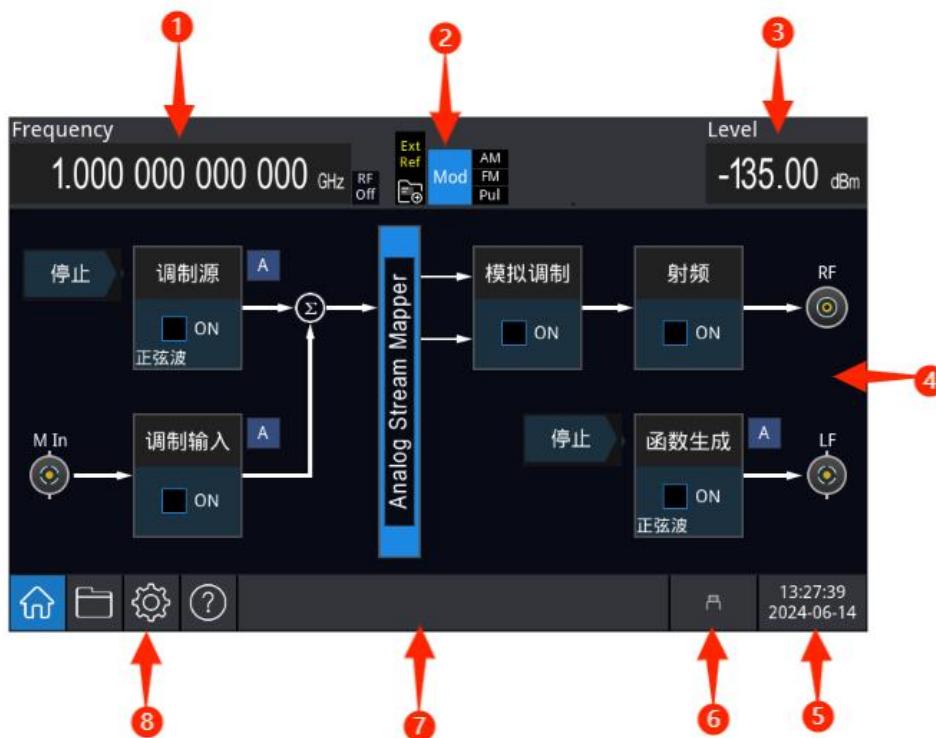 1
2
3
Frequency
Level
1.000 000 000 000 GHz
RF
Off
Ext
Ref
Mod
AM
FM
Pul
-135.00 dBm
停止
调制源
A
ON
正弦波
Σ
Analog Stream Mapper
模拟调制
ON
射频
ON
RF
4
M In
调制输入
A
ON
停止
函数生成
A
ON
正弦波
LF
?
13:27:39
2024-06-14
8
7
6
5